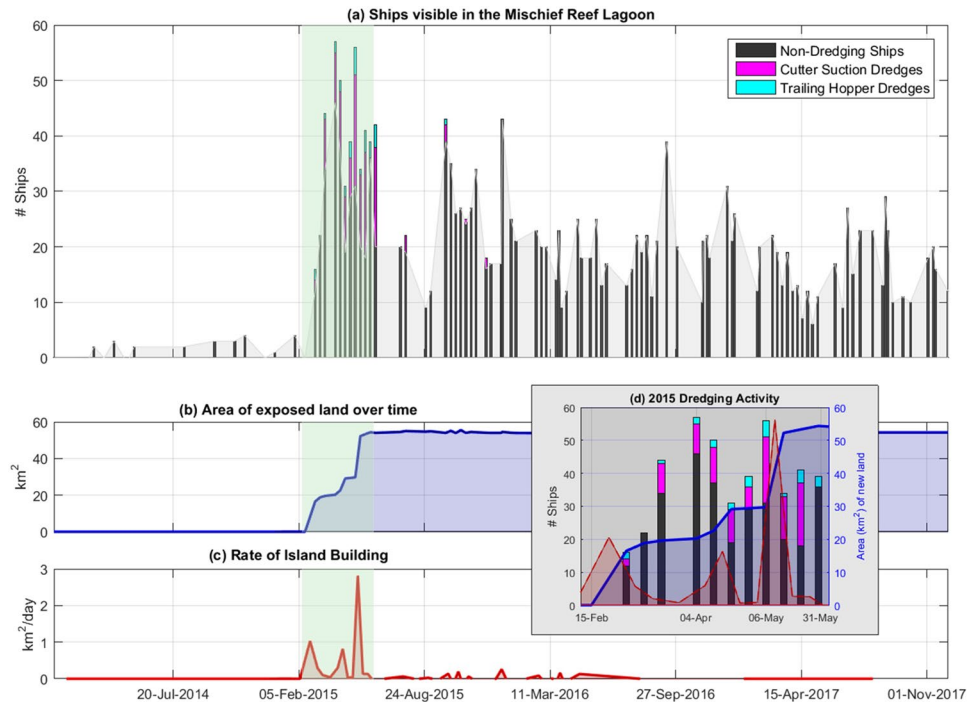 (a) Ships visible in the Mischief Reef Lagoon
60
50
40
30
20
10
0
# Ships
Non-Dredging Ships
Cutter Suction Dredges
Trailing Hopper Dredges
(b) Area of exposed land over time
60
40
20
0
km²
(c) Rate of Island Building
3
2
1
0
km²/day
20-Jul-2014
05-Feb-2015
24-Aug-2015
11-Mar-2016
27-Sep-2016
15-Apr-2017
01-Nov-2017
(d) 2015 Dredging Activity
60
50
40
30
20
10
0
# Ships
60
50
40
30
20
10
0
Area (km²) of new land
15-Feb
04-Apr
06-May
31-May